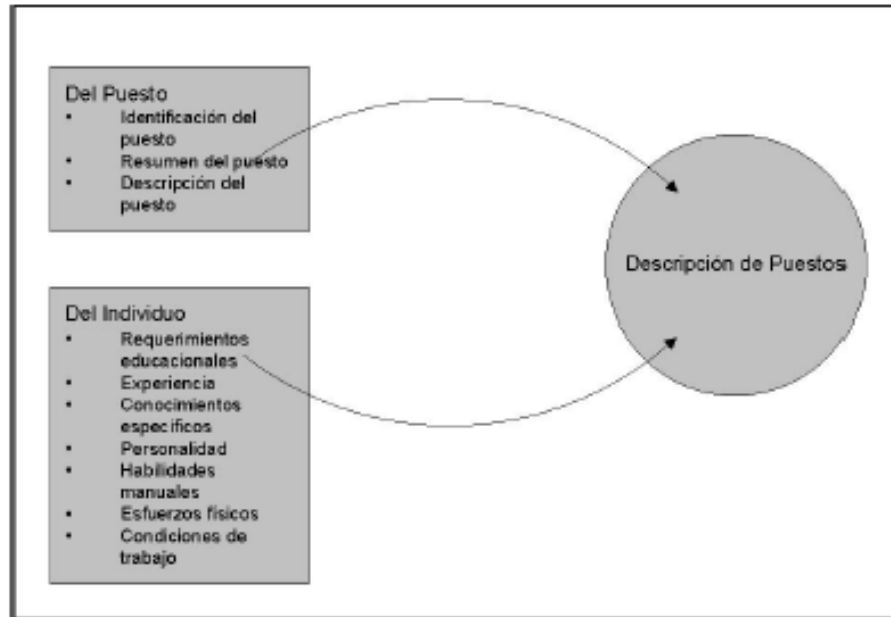 Del Puesto
• Identificación del
puesto
• Resumen del puesto
• Descripción del
puesto
Descripción de Puestos
Del Individuo
• Requerimientos
educacionales
• Experiencia
• Conocimientos
específicos
• Personalidad
• Habilidades
manuales
• Esfuerzos físicos
• Condiciones de
trabajo